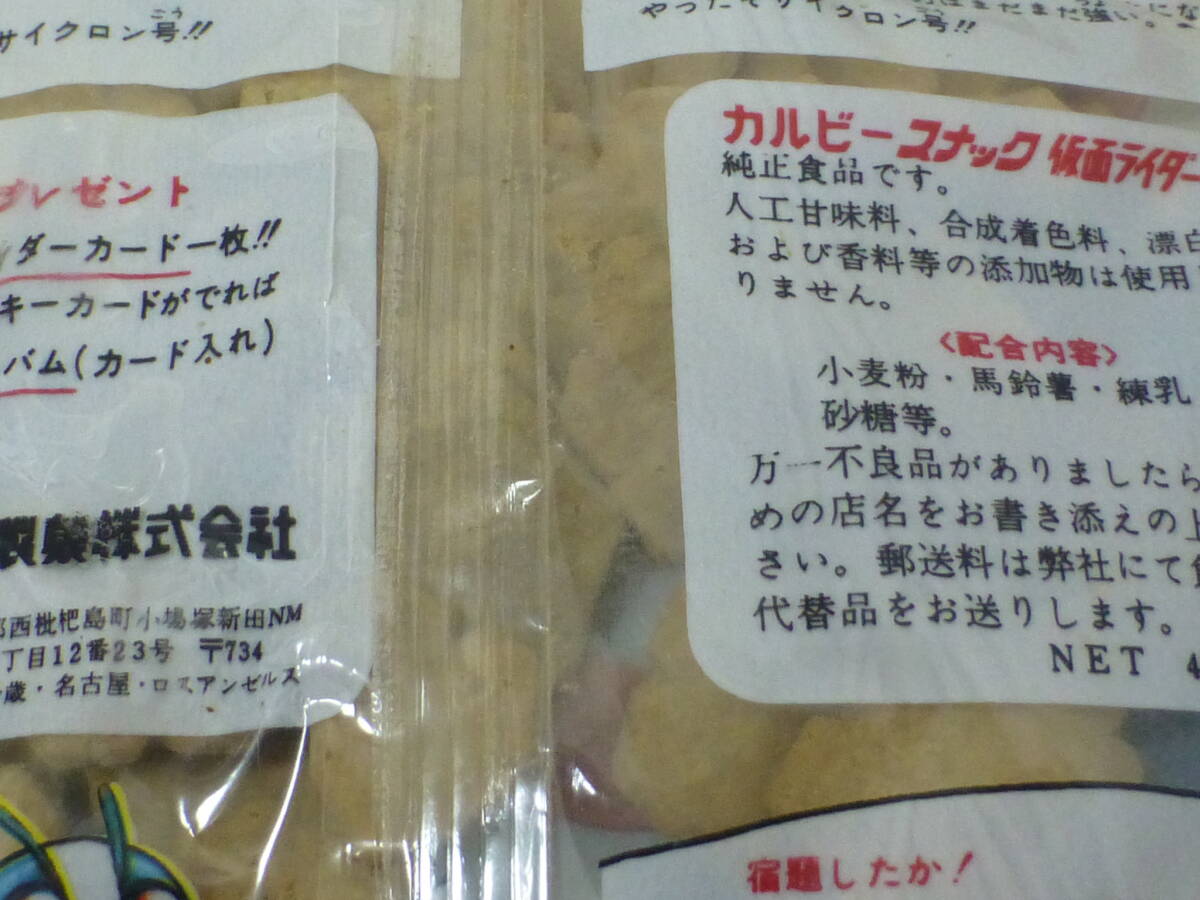 サイクロン号!!
プレゼント
ダーカード一枚!!
キーカードがでれば
バム(カード入れ)
製菓株式会社
郡西枇杷島町小場塚新田NM
丁目12番23号 〒734
歳・名古屋・ロスアンゼルス
やったぞサイクロン号!!
カルビースナック仮面ライダー
純正食品です。
人工甘味料、合成着色料、漂白
および香料等の添加物は使用
りません。
〈配合内容〉
小麦粉・馬鈴薯・練乳
砂糖等。
万一不良品がありましたら
めの店名をお書き添えの上
さい。郵送料は弊社にて
代替品をお送りします。
NET 4
宿題したか!